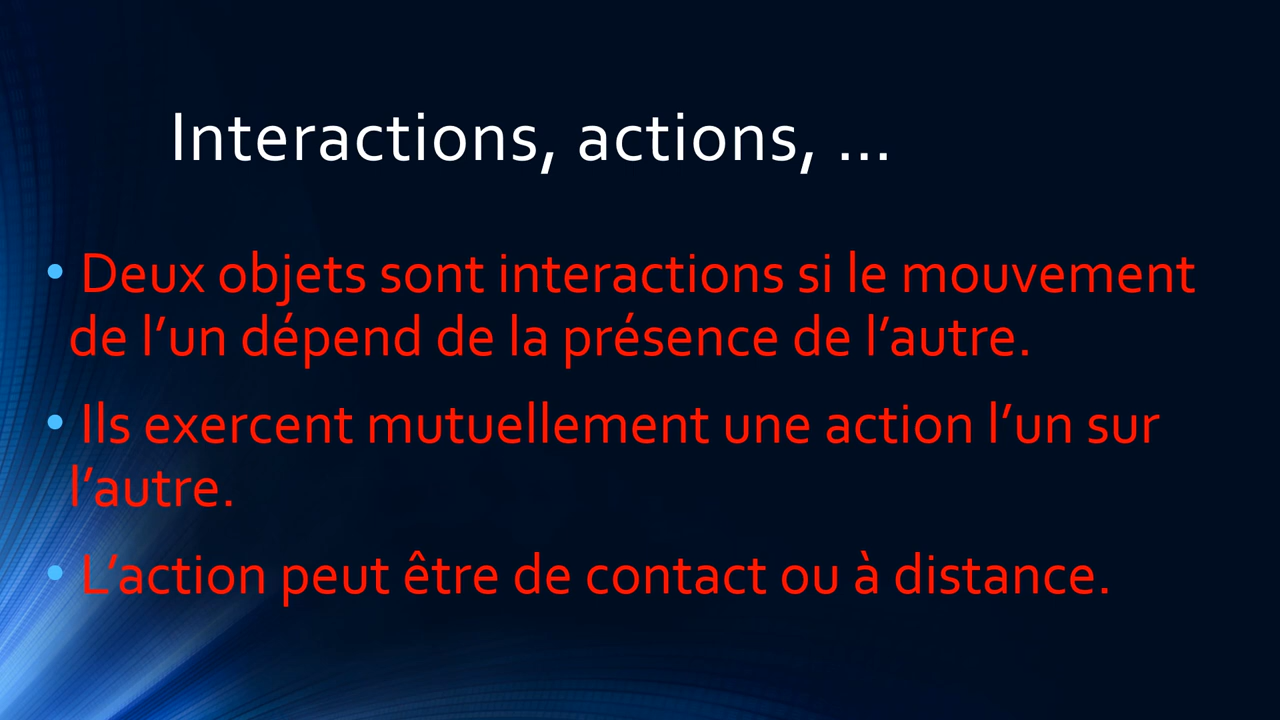 Interactions, actions, ...
• Deux objets sont interactions si le mouvement
de l’un dépend de la présence de l’autre.
• Ils exercent mutuellement une action l’un sur
l’autre.
• L’action peut être de contact ou à distance.